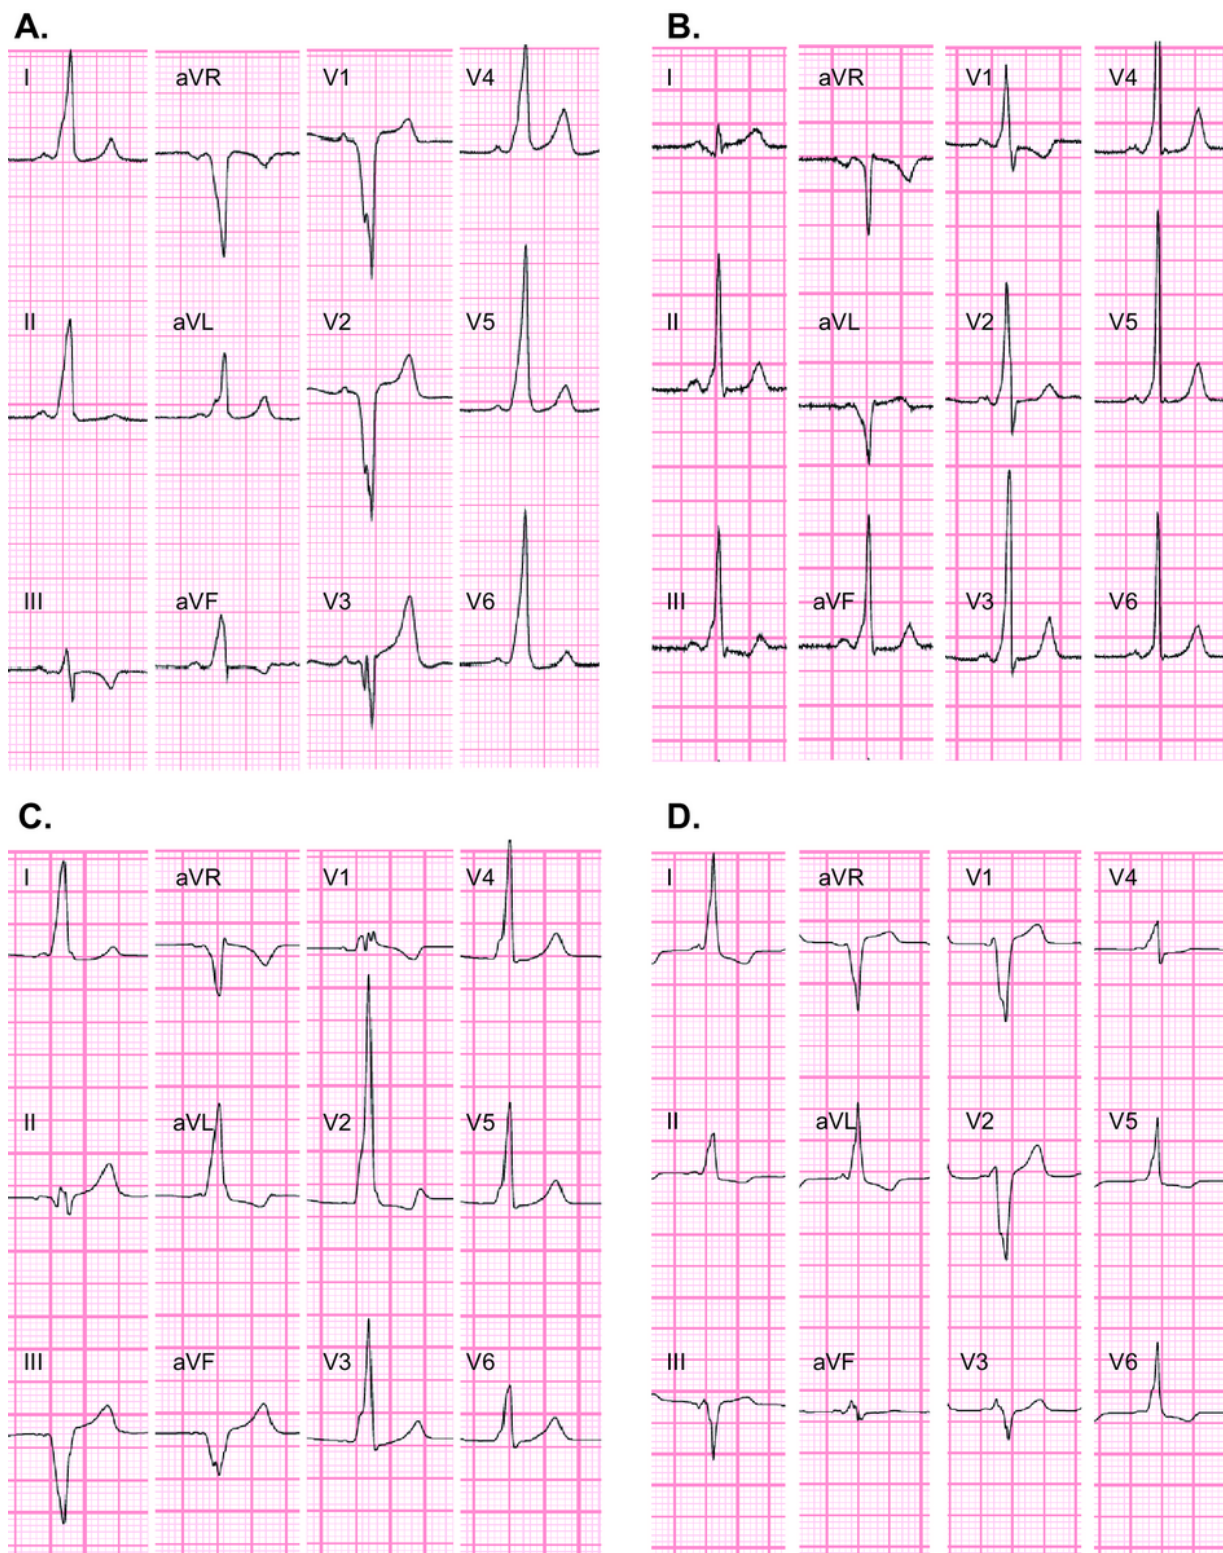 A.
I aVR V1 V4
II aVL V2 V5
III aVF V3 V6
B.
I aVR V1 V4
II aVL V2 V5
III aVF V3 V6
C.
I aVR V1 V4
II aVL V2 V5
III aVF V3 V6
D.
I aVR V1 V4
II aVL V2 V5
III aVF V3 V6